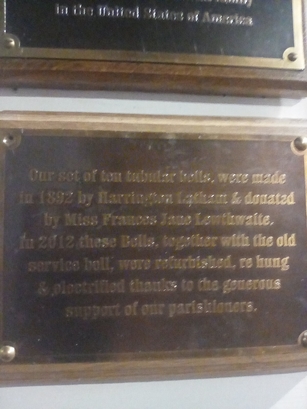 in the United States of America
Our set of ten tubular bells, were made
in 1892 by Harrington Latham & donated
by Miss Frances Jane Lewthwaite.
In 2012 these Bells, together with the old
service bell, were refurbished, re hung
& electrified thanks to the generous
support of our parishioners.